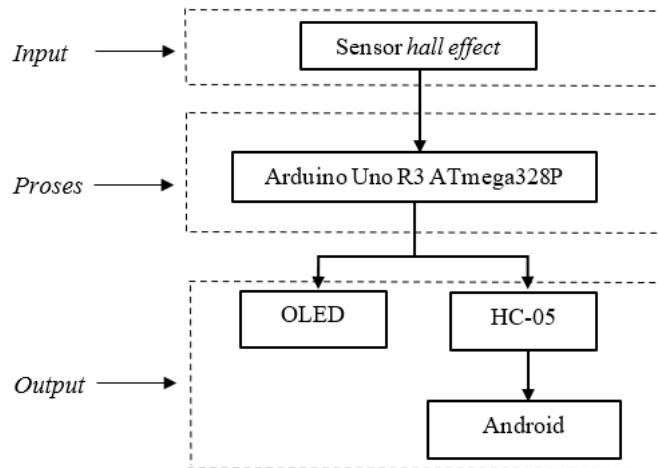 Input
Sensor hall effect
Proses
Arduino Uno R3 ATmega328P
Output
OLED
HC-05
Android